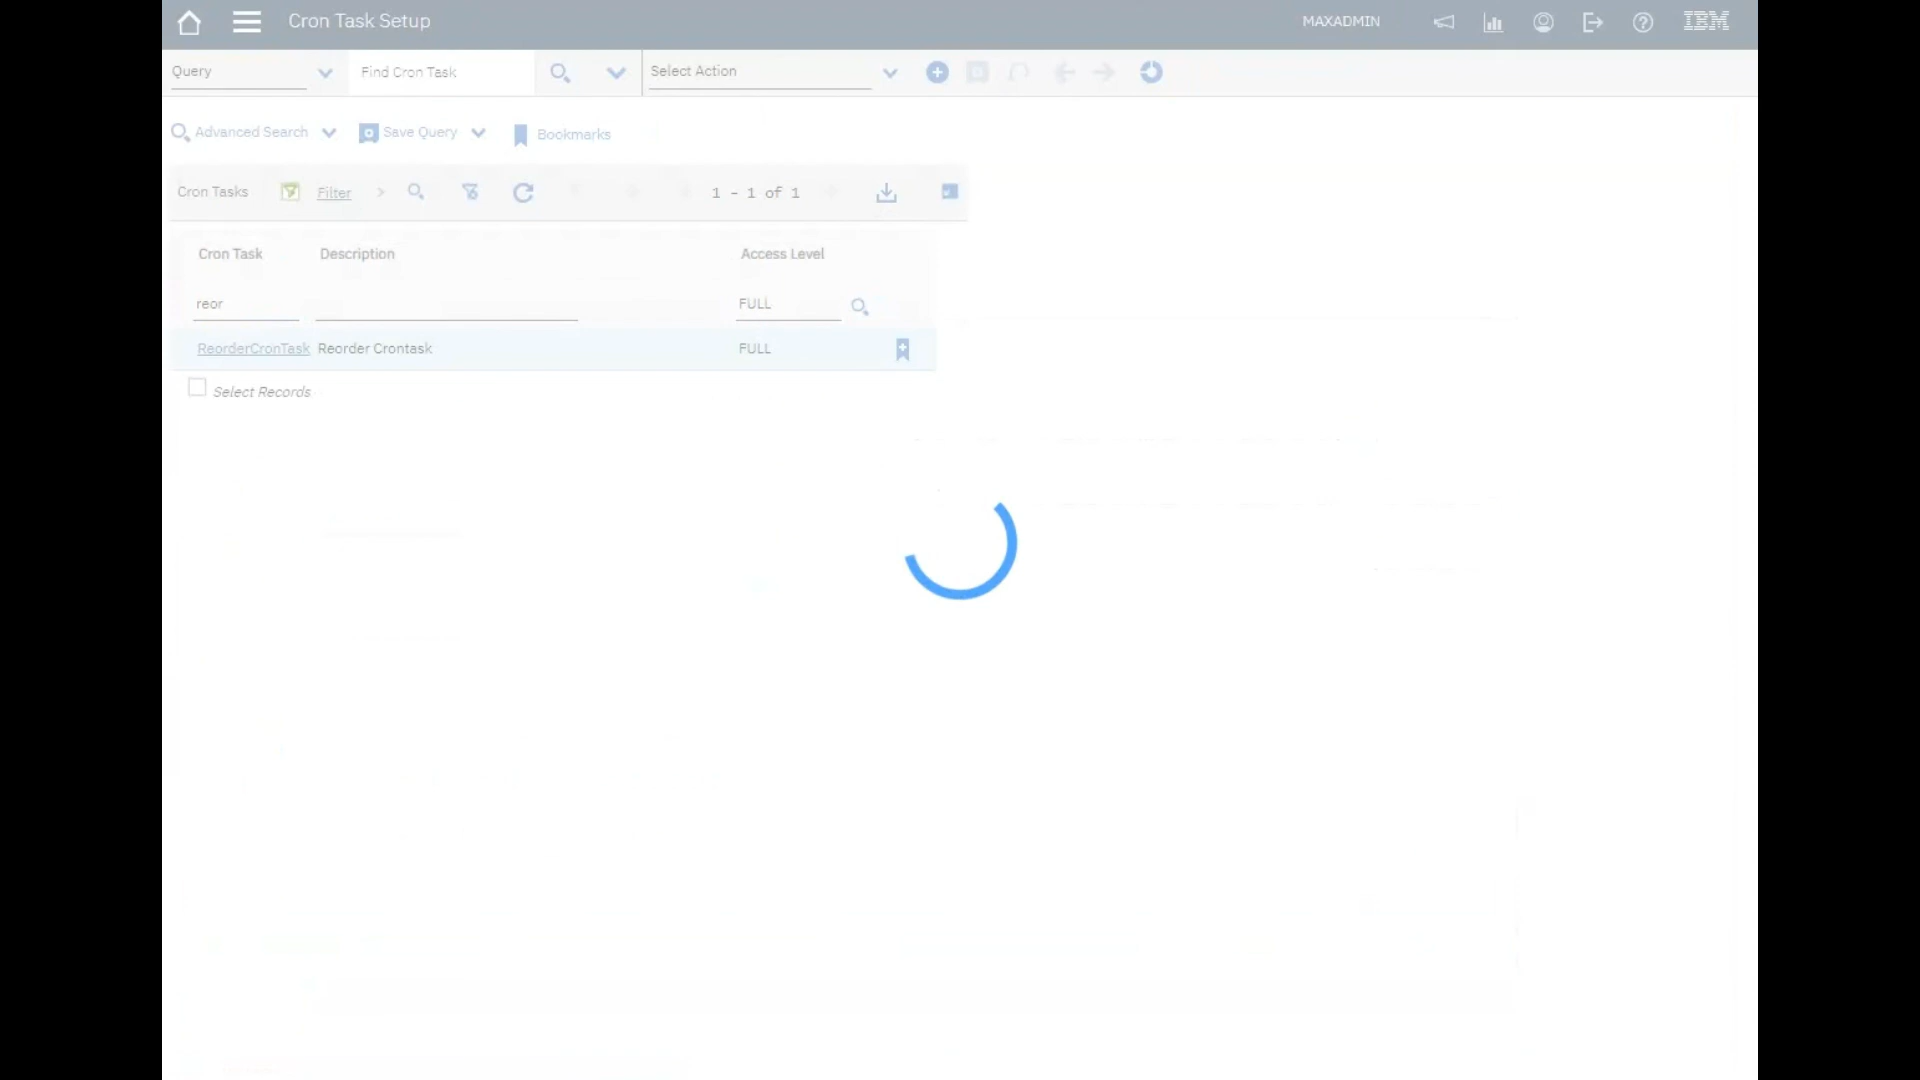 Cron Task Setup
MAXADMIN
IBM
Query
Find Cron Task
Select Action
Advanced Search
Save Query
Bookmarks
Cron Tasks
Filter
1 - 1 of 1
Cron Task
Description
Access Level
reor
FULL
ReorderCronTask
Reorder Crontask
FULL
Select Records